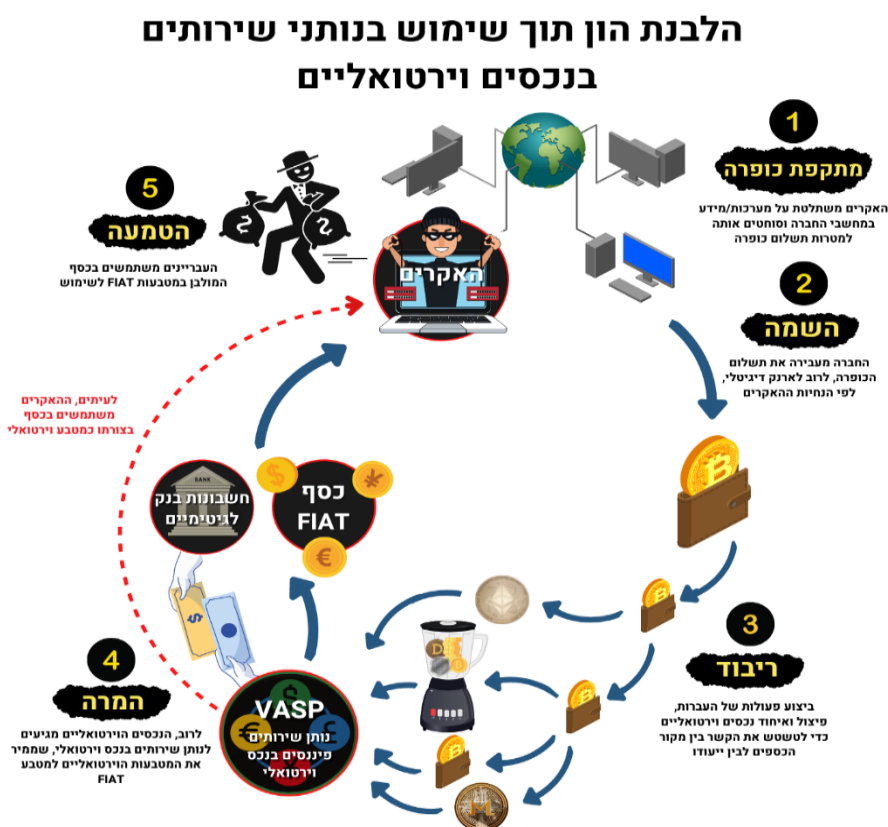 הלבנת הון תוך שימוש בנותני שירותים
בנכסים וירטואליים
1
מתקפת כופרה
האקרים משתלטת על מערכות/מידע
במחשבי החברה וסוחטים אותה
למטרות תשלום כופרה
2
השמה
החברה מעבירה את תשלום
הכופרה, לרוב לארנק דיגיטלי,
לפי הנחיות ההאקרים
3
ריבוד
ביצוע פעולות של העברות,
פיצול ואיחוד נכסים וירטואליים
כדי לטשטש את הקשר בין מקור
הכספים לבין ייעודו
4
המרה
לרוב, הנכסים הוירטואליים מגיעים
לנותן שירותים בנכס וירטואלי, שממיר
את המטבעות הוירטואליים למטבע
FIAT
5
הטמעה
העבריינים משתמשים בכסף
המולבן במטבעות FIAT לשימוש
האקרים
לעיתים, ההאקרים
משתמשים בכסף
בצורתו כמטבע וירטואלי
BANK
חשבונות בנק
לגיטימיים
כסף
FIAT
VASP
נותן שירותים
פיננסים בנכס
וירטואלי